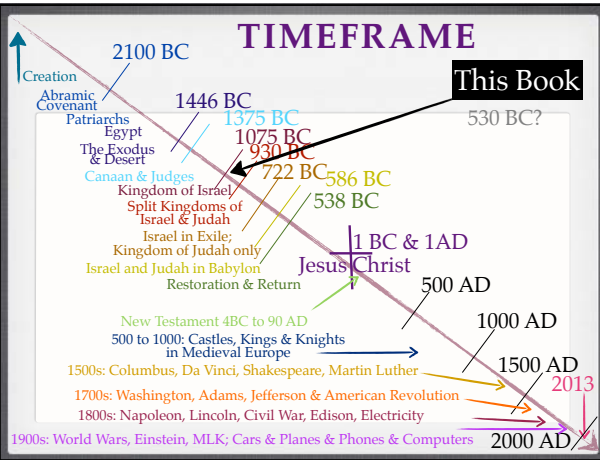 TIMEFRAME
2100 BC
This Book
Creation
Abramic
Covenant
1446 BC
530 BC?
Patriarchs
1375 BC
Egypt
1075 BC
The Exodus
& Desert
930 BC
Canaan & Judges
722 BC
586 BC
Kingdom of Israel
538 BC
Split Kingdoms of
Israel & Judah
Israel in Exile;
Kingdom of Judah only
1 BC & 1AD
Israel and Judah in Babylon
Jesus Christ
Restoration & Return
500 AD
New Testament 4BC to 90 AD
1000 AD
500 to 1000: Castles, Kings & Knights
in Medieval Europe
1500 AD
1500s: Columbus, Da Vinci, Shakespeare, Martin Luther
2013
1700s: Washington, Adams, Jefferson & American Revolution
1800s: Napoleon, Lincoln, Civil War, Edison, Electricity
1900s: World Wars, Einstein, MLK; Cars & Planes & Phones & Computers
2000 AD